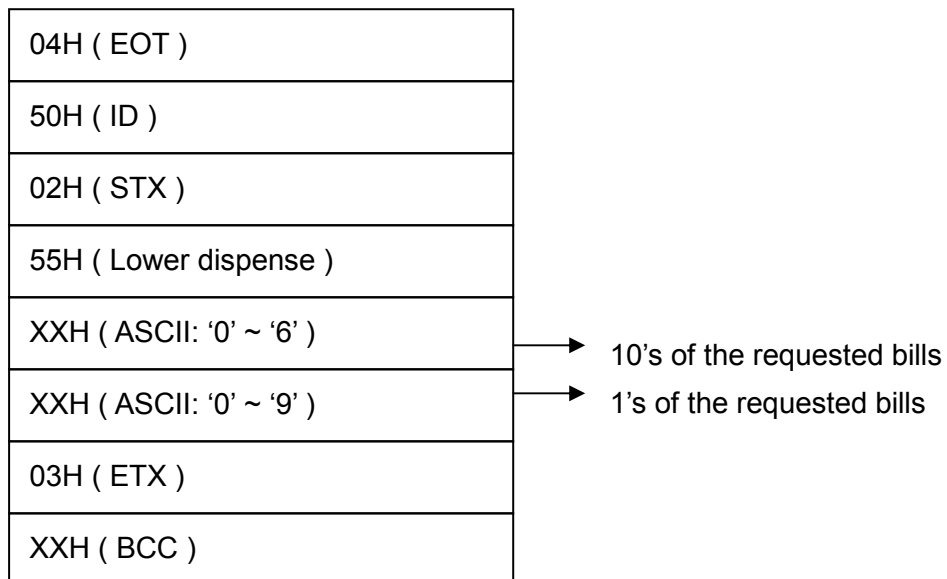 04H ( EOT )
50H ( ID )
02H ( STX )
55H ( Lower dispense )
XXH ( ASCII: ‘0’ ~ ‘6’ )
10’s of the requested bills
XXH ( ASCII: ‘0’ ~ ‘9’ )
1’s of the requested bills
03H ( ETX )
XXH ( BCC )